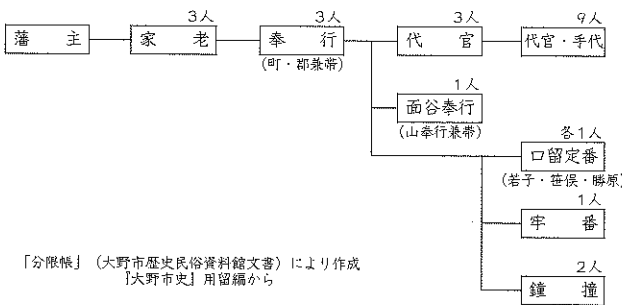 3人 3人 3人 9人
藩主 家老 奉行 代官 代官・手代
(町・郡兼帯)
1人
面谷奉行
(山奉行兼帯)
各1人
口留定番
(若子・笹俣・勝原)
1人
牢番
2人
鐘撞
「分限帳」(大野市歴史民俗資料館文書)により作成
『大野市史』用留編から